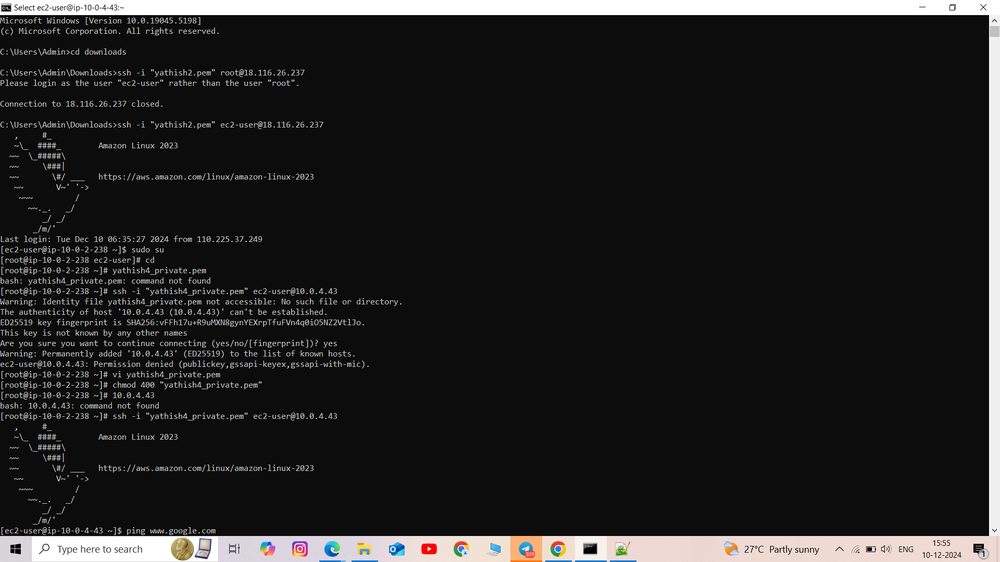 Select ec2-user@ip-10-0-4-43:~
Microsoft Windows [Version 10.0.19045.5198]
(c) Microsoft Corporation. All rights reserved.
C:\Users\Admin>cd downloads
C:\Users\Admin\Downloads>ssh -i "yathish2.pem" root@18.116.26.237
Please login as the user "ec2-user" rather than the user "root".
Connection to 18.116.26.237 closed.
C:\Users\Admin\Downloads>ssh -i "yathish2.pem" ec2-user@18.116.26.237
   ,     #_
   ~\_  ####_        Amazon Linux 2023
  ~~  \_#####\
  ~~     \###|
  ~~       \#/ ___   https://aws.amazon.com/linux/amazon-linux-2023
   ~~       V~' '->
    ~~~         /
      ~~._.   _/
         _/ _/
       _/m/'
Last login: Tue Dec 10 06:35:27 2024 from 110.225.37.249
[ec2-user@ip-10-0-2-238 ~]$ sudo su
[root@ip-10-0-2-238 ec2-user]# cd
[root@ip-10-0-2-238 ~]# yathish4_private.pem
bash: yathish4_private.pem: command not found
[root@ip-10-0-2-238 ~]# ssh -i "yathish4_private.pem" ec2-user@10.0.4.43
Warning: Identity file yathish4_private.pem not accessible: No such file or directory.
The authenticity of host '10.0.4.43 (10.0.4.43)' can't be established.
ED25519 key fingerprint is SHA256:vFFh17u+R9uMXN8gynYEXrpTfuFVn4q0iO5NZ2VtlJo.
This key is not known by any other names
Are you sure you want to continue connecting (yes/no/[fingerprint])? yes
Warning: Permanently added '10.0.4.43' (ED25519) to the list of known hosts.
ec2-user@10.0.4.43: Permission denied (publickey,gssapi-keyex,gssapi-with-mic).
[root@ip-10-0-2-238 ~]# vi yathish4_private.pem
[root@ip-10-0-2-238 ~]# chmod 400 "yathish4_private.pem"
[root@ip-10-0-2-238 ~]# 10.0.4.43
bash: 10.0.4.43: command not found
[root@ip-10-0-2-238 ~]# ssh -i "yathish4_private.pem" ec2-user@10.0.4.43
   ,     #_
   ~\_  ####_        Amazon Linux 2023
  ~~  \_#####\
  ~~     \###|
  ~~       \#/ ___   https://aws.amazon.com/linux/amazon-linux-2023
   ~~       V~' '->
    ~~~         /
      ~~._.   _/
         _/ _/
       _/m/'
[ec2-user@ip-10-0-4-43 ~]$ ping www.google.com
Type here to search
309
27°C Partly sunny
ENG
15:55
10-12-2024
1